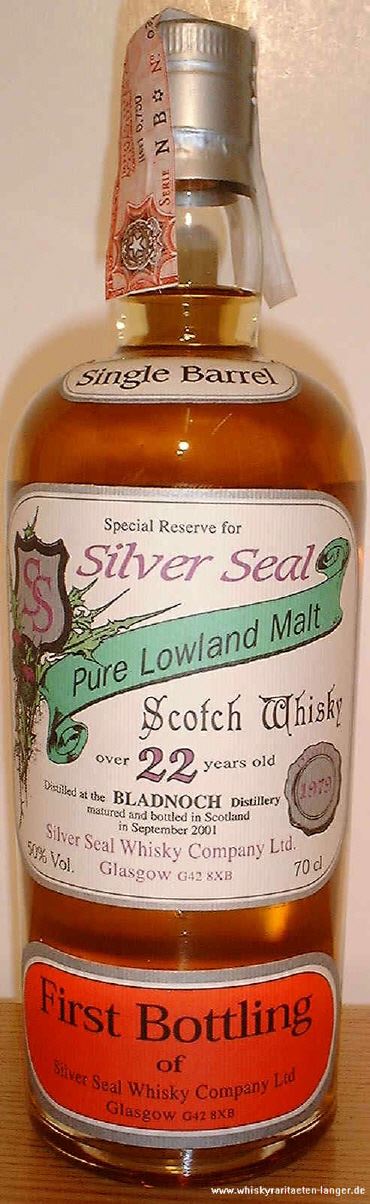 SERIE N B N°
Single Barrel
Special Reserve for
Silver Seal
SS
Pure Lowland Malt
Scotch Whisky
over 22 years old
Distilled at the BLADNOCH Distillery
matured and bottled in Scotland
in September 2001
1979
Silver Seal Whisky Company Ltd.
50% Vol.
Glasgow G42 8XB
70 cl
First Bottling
of
Silver Seal Whisky Company Ltd
Glasgow G42 8XB
www.whiskyraritaeten-langer.de